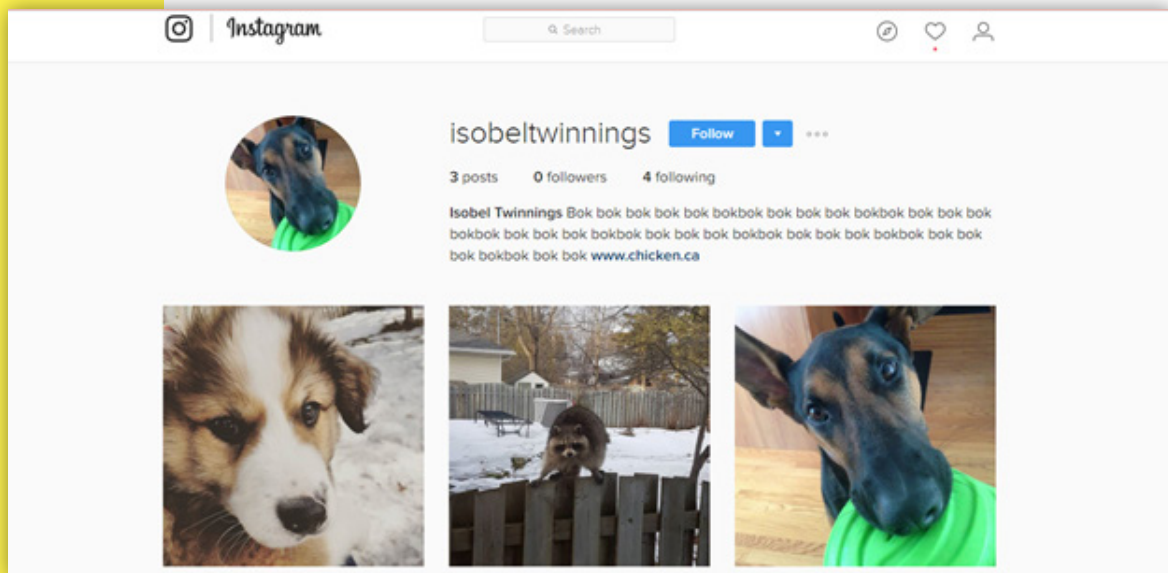 Instagram
Search
isobeltwinnings Follow
3 posts 0 followers 4 following
Isobel Twinnings Bok bok bok bok bok bokbok bok bok bok bokbok bok bok bok
bokbok bok bok bok bokbok bok bok bok bokbok bok bok bok bokbok bok bok
bok bokbok bok bok www.chicken.ca